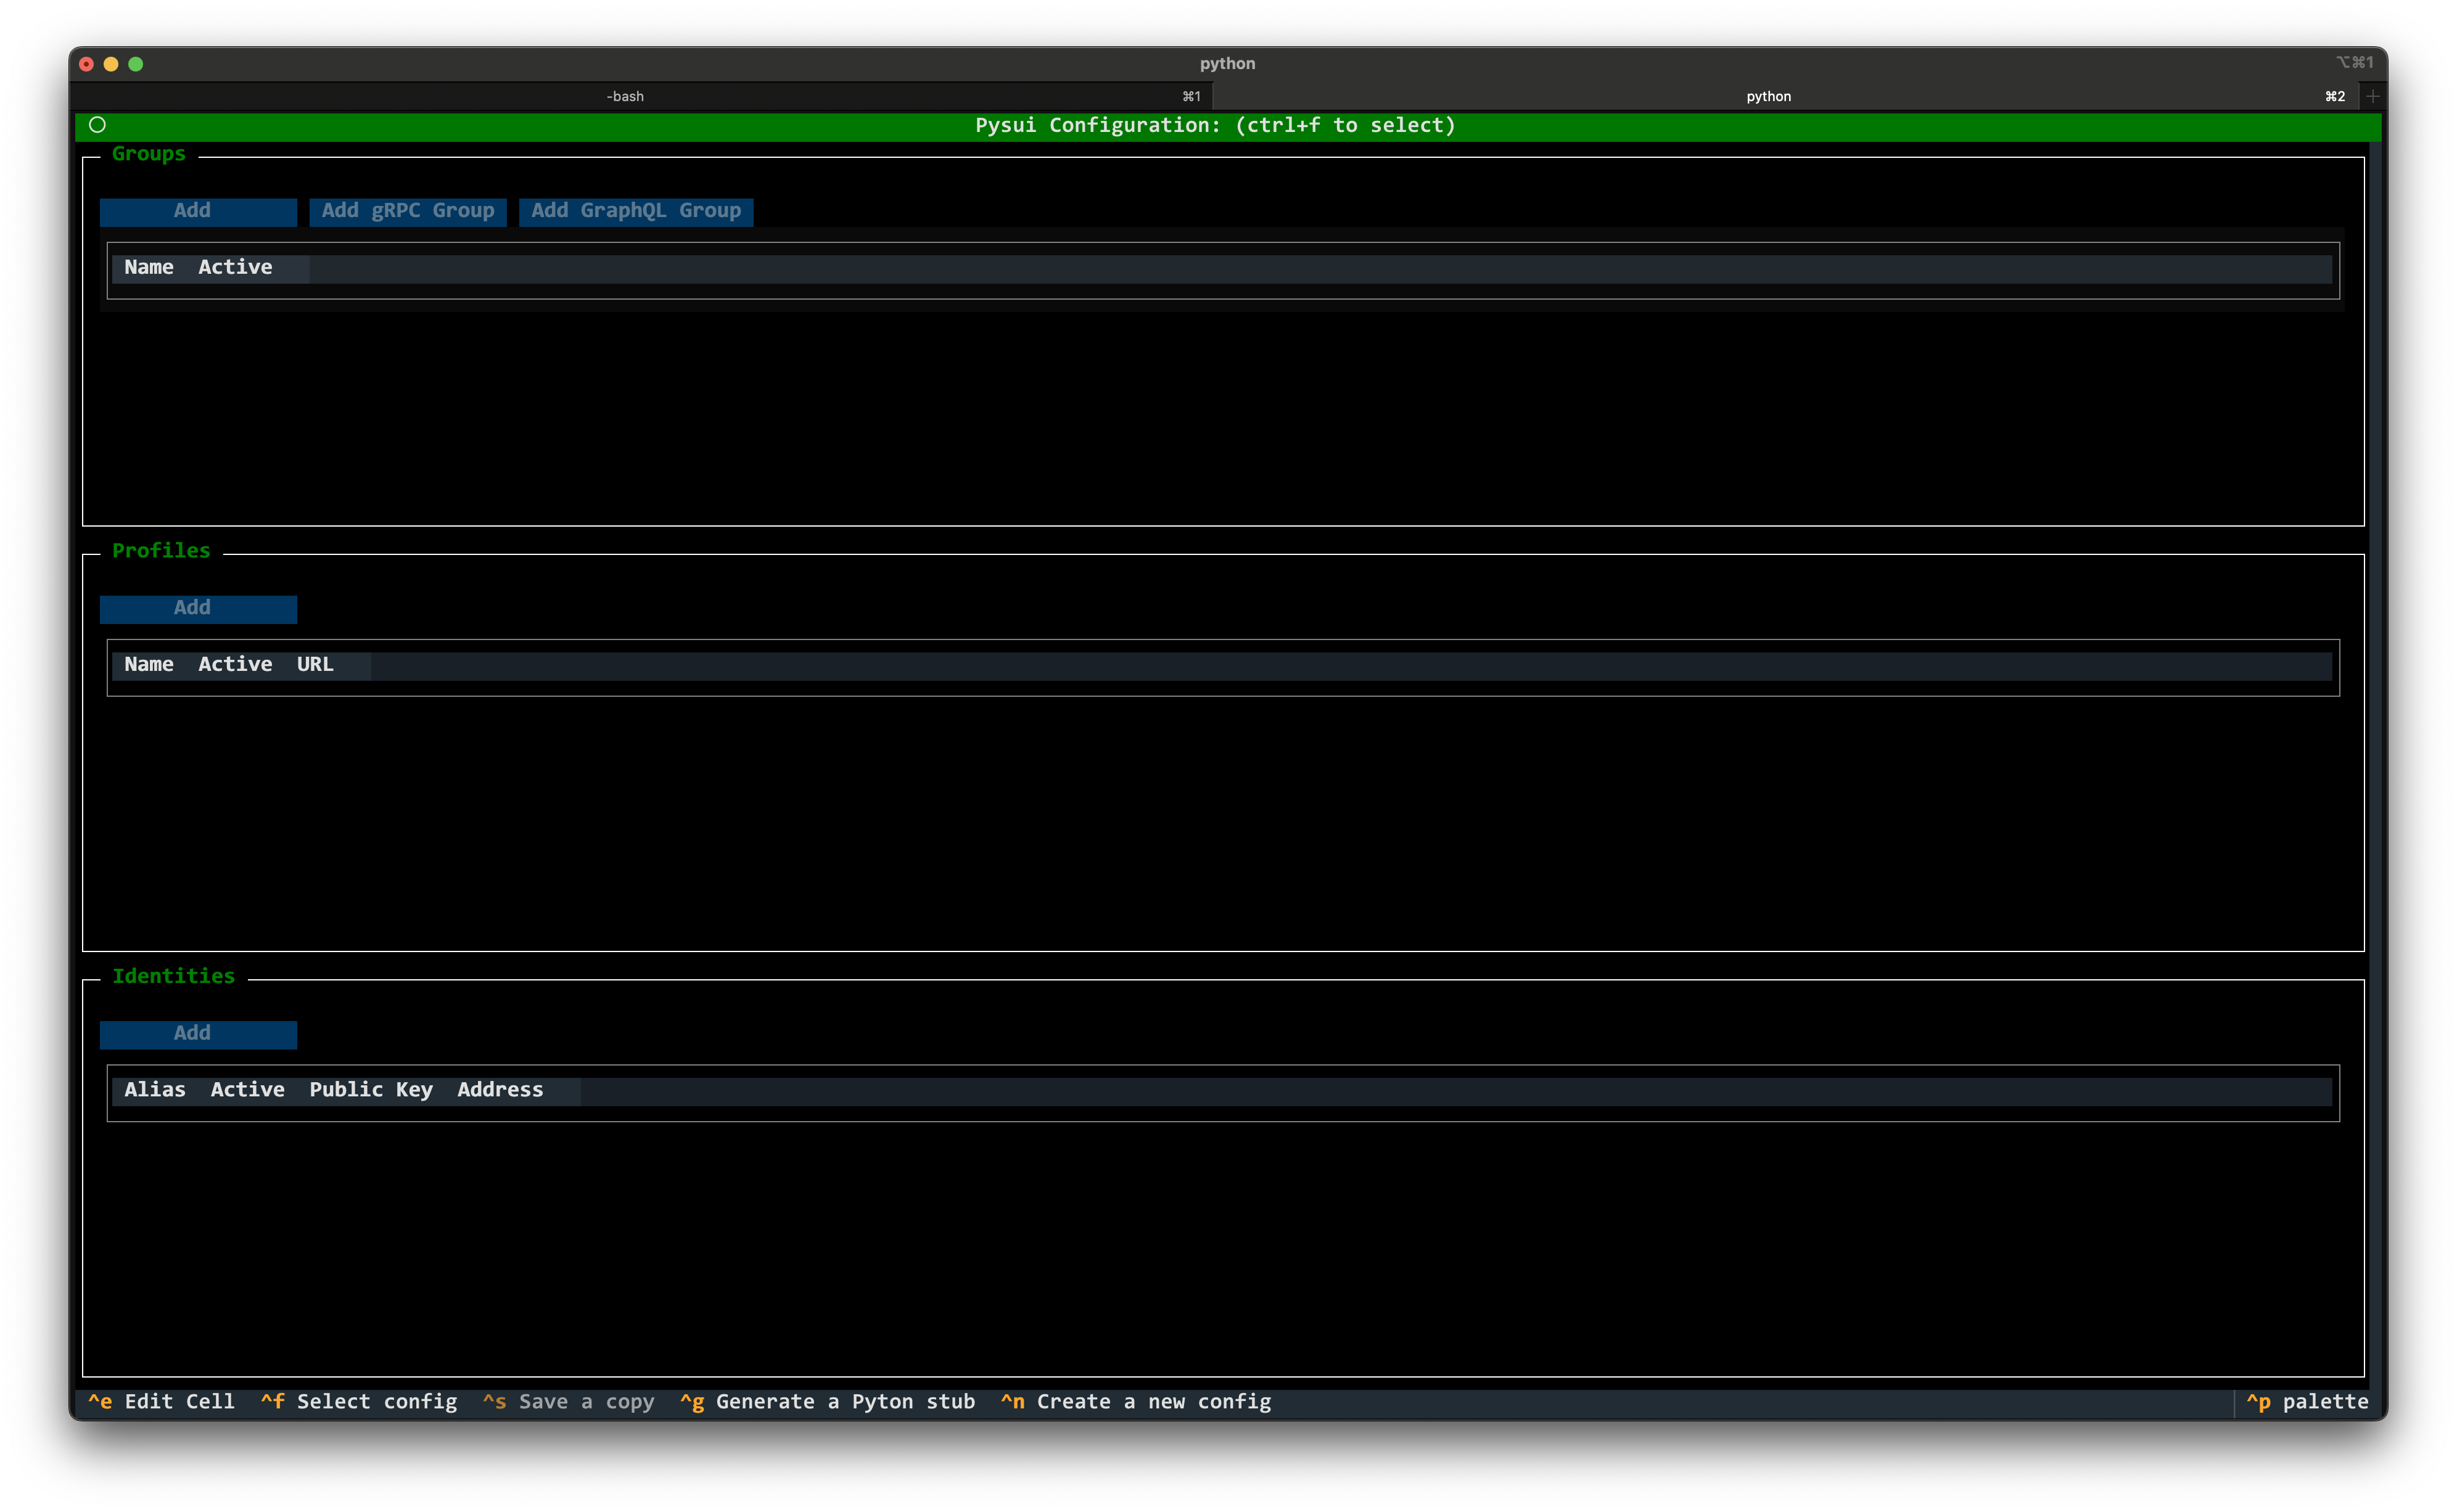 python
⌥⌘1
-bash ⌘1 python ⌘2 +
Pysui Configuration: (ctrl+f to select)
Groups
Add Add gRPC Group Add GraphQL Group
Name Active
Profiles
Add
Name Active URL
Identities
Add
Alias Active Public Key Address
^e Edit Cell ^f Select config ^s Save a copy ^g Generate a Pyton stub ^n Create a new config ^p palette